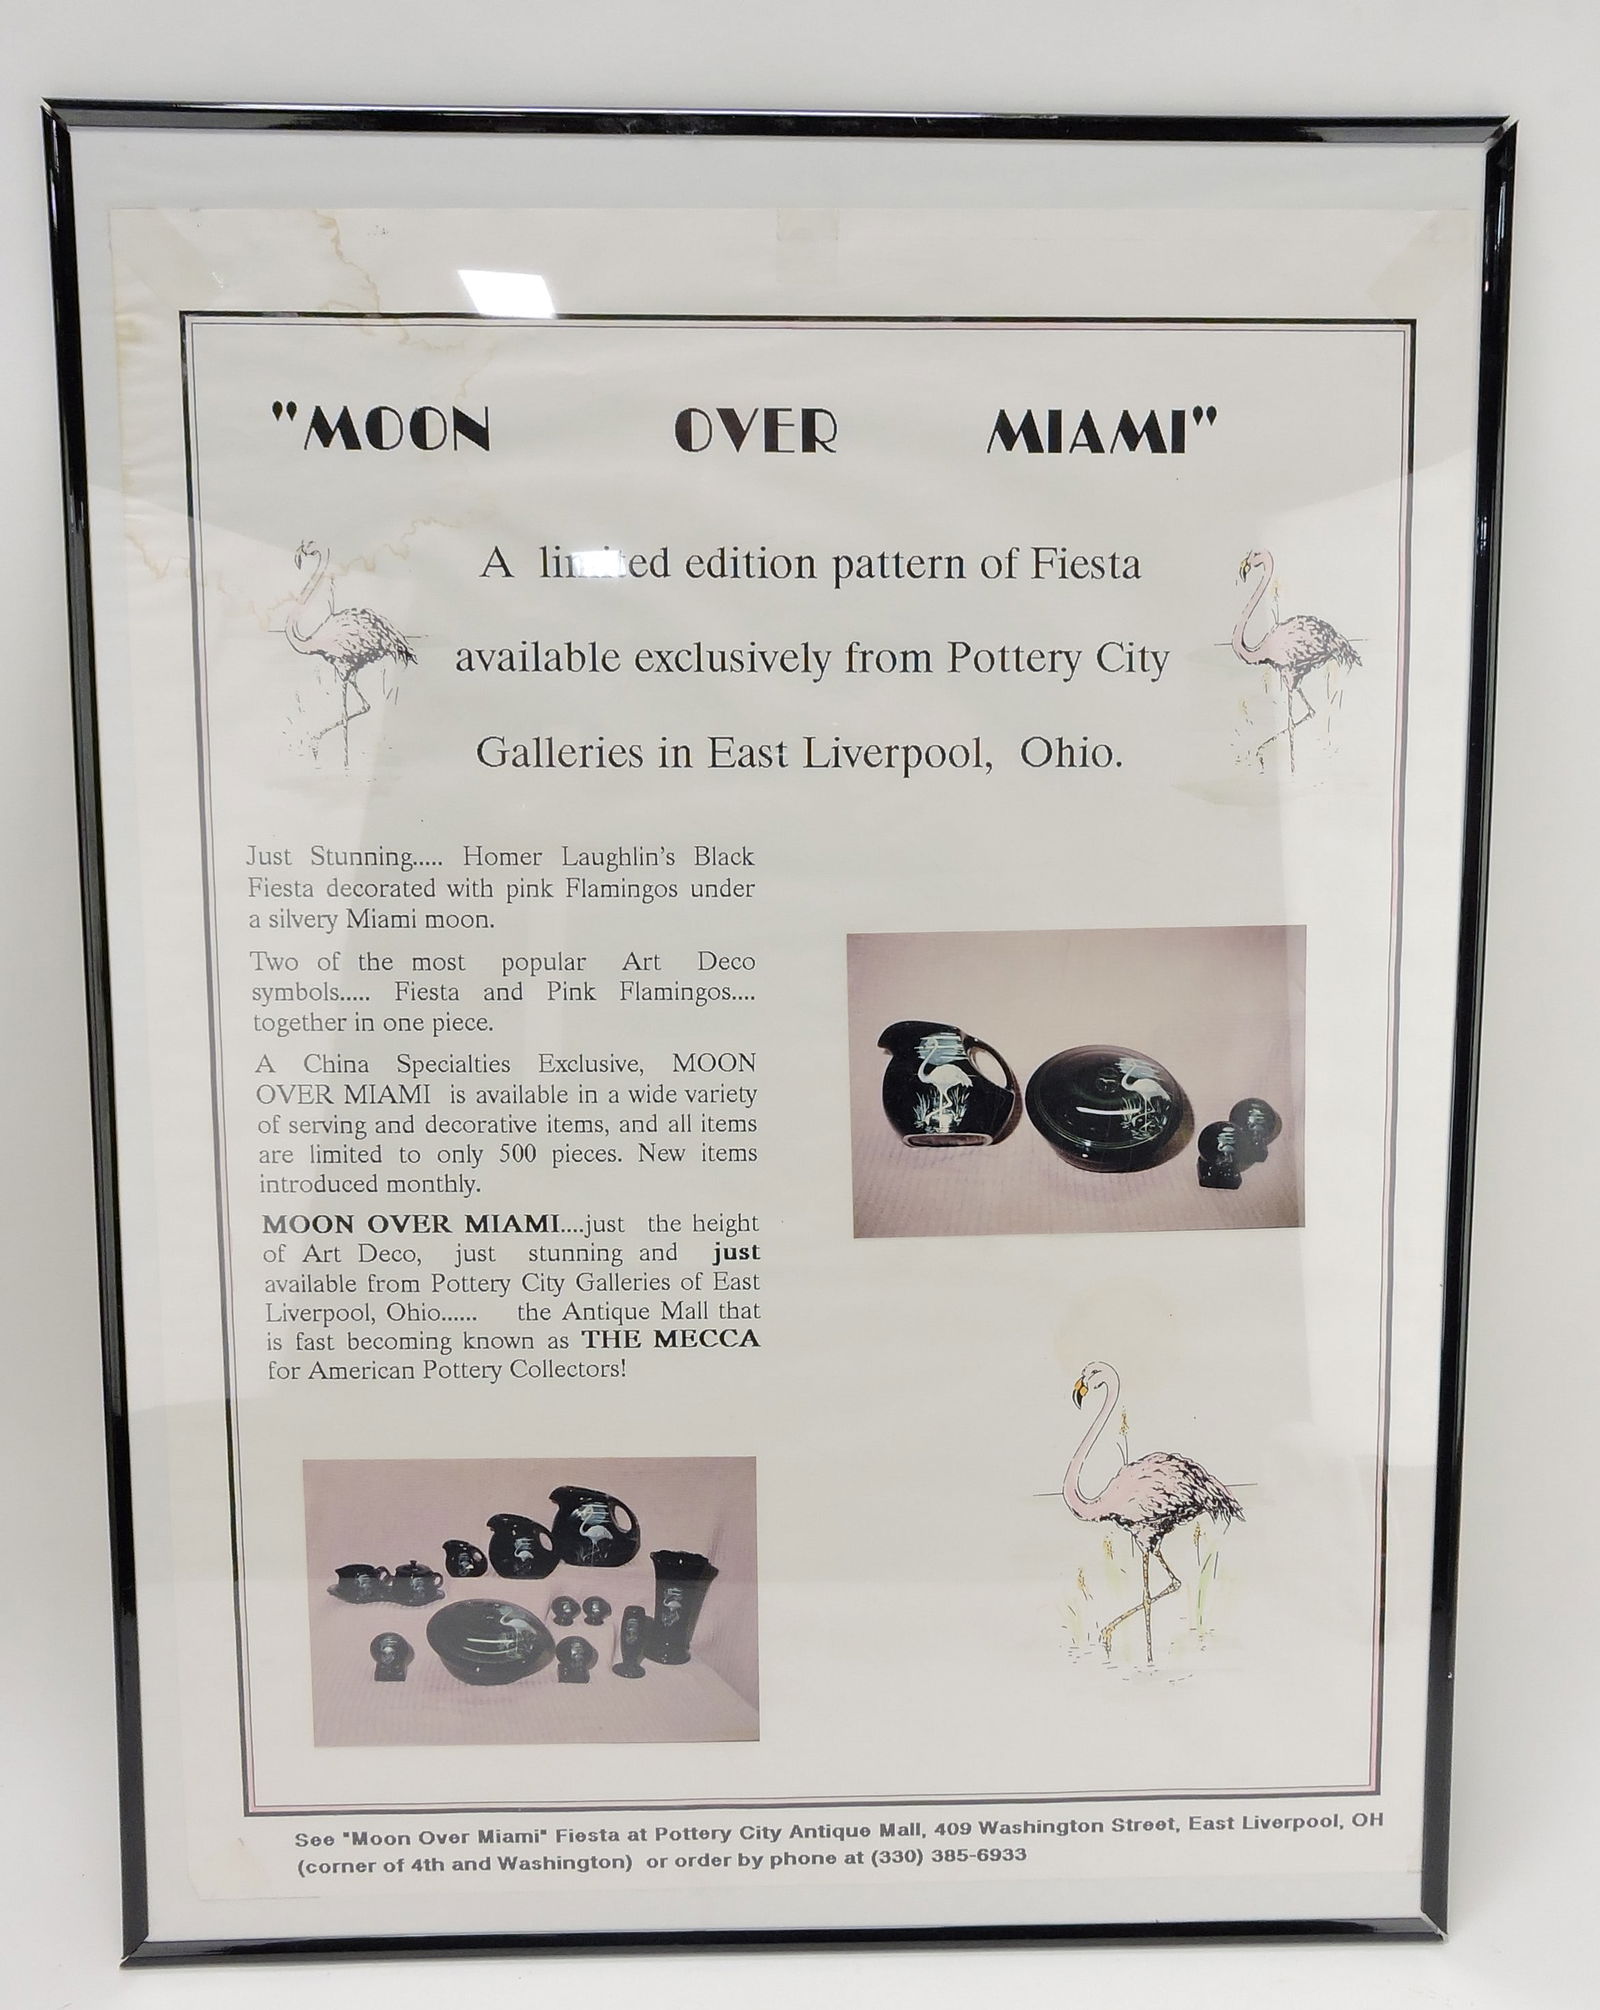 "MOON OVER MIAMI"
A limited edition pattern of Fiesta
available exclusively from Pottery City
Galleries in East Liverpool, Ohio.
Just Stunning..... Homer Laughlin's Black
Fiesta decorated with pink Flamingos under
a silvery Miami moon.
Two of the most popular Art Deco
symbols..... Fiesta and Pink Flamingos....
together in one piece.
A China Specialties Exclusive, MOON
OVER MIAMI is available in a wide variety
of serving and decorative items, and all items
are limited to only 500 pieces. New items
introduced monthly.
MOON OVER MIAMI....just the height
of Art Deco, just stunning and just
available from Pottery City Galleries of East
Liverpool, Ohio...... the Antique Mall that
is fast becoming known as THE MECCA
for American Pottery Collectors!
See "Moon Over Miami" Fiesta at Pottery City Antique Mall, 409 Washington Street, East Liverpool, OH
(corner of 4th and Washington) or order by phone at (330) 385-6933